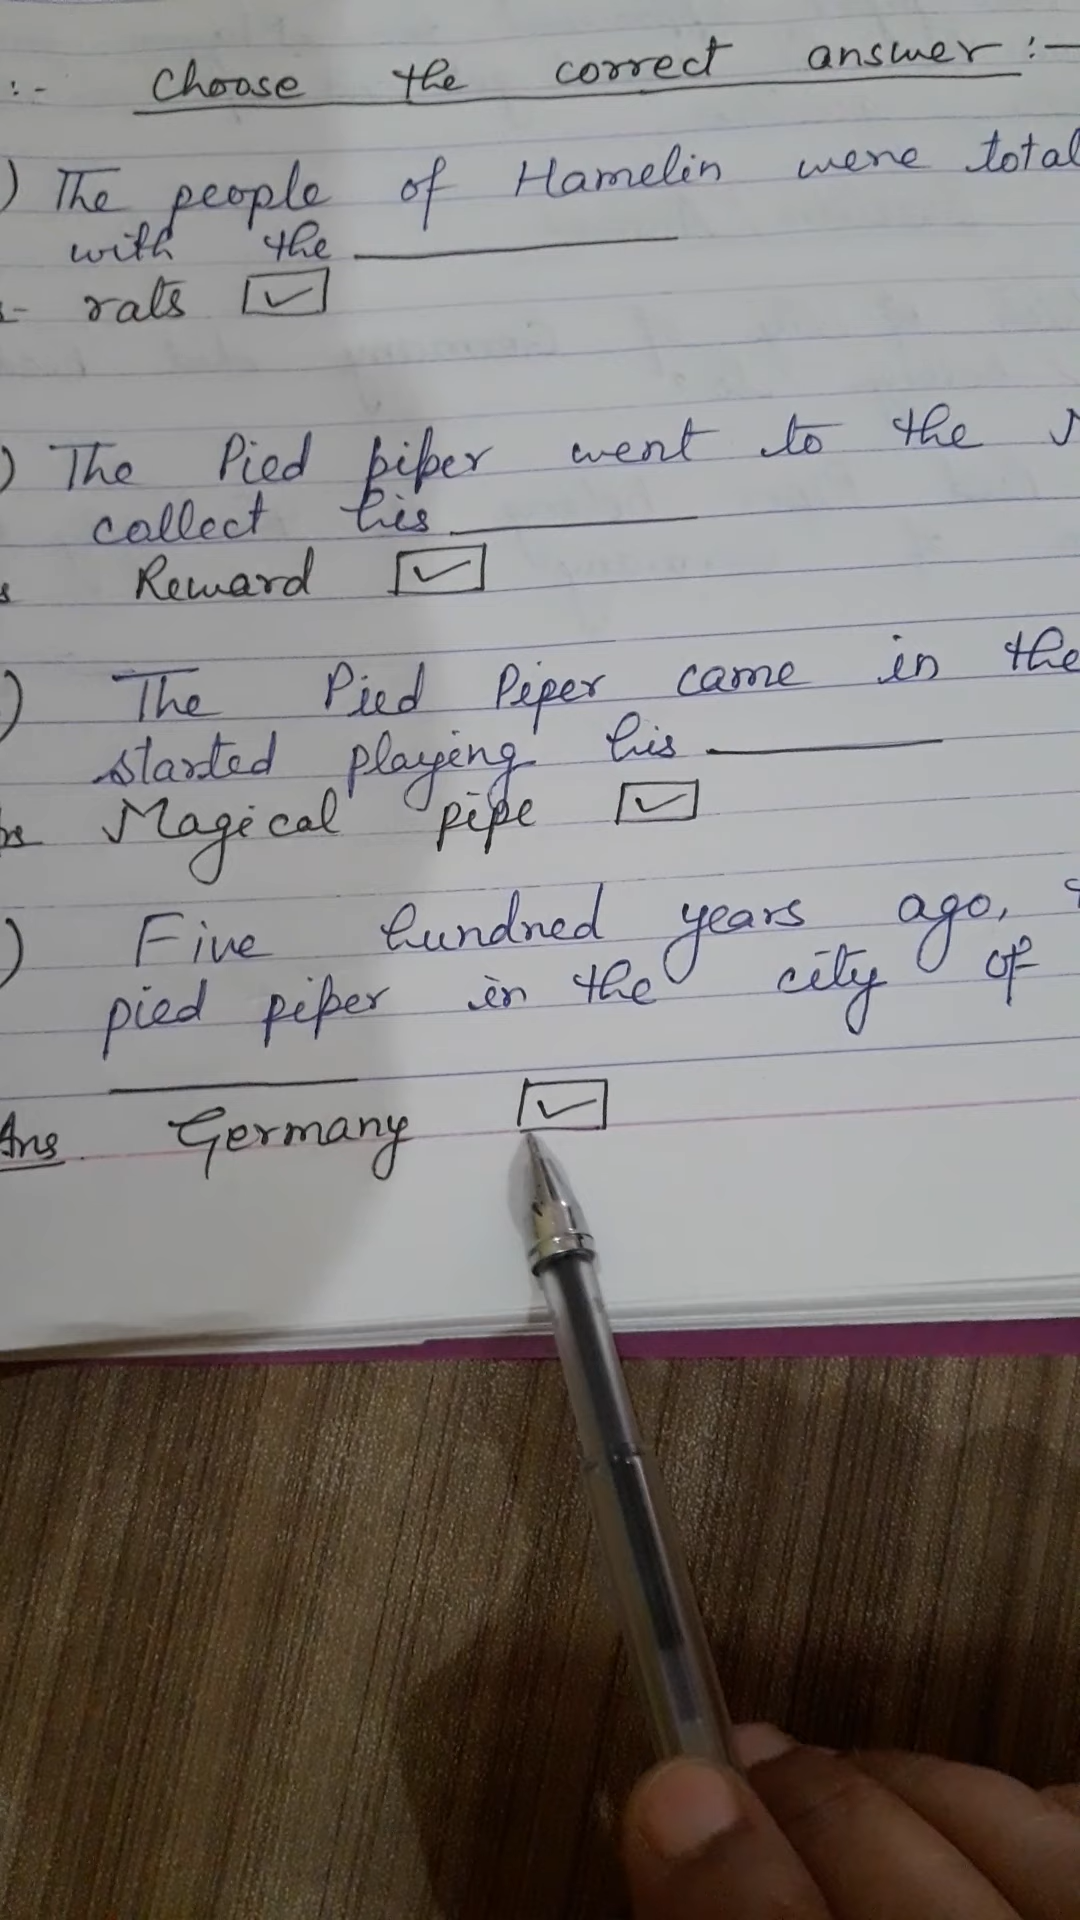 :- Choose the correct answer :-
) The people of Hamelin were total
with the
rats
) The Pied piper went to the
collect his
Reward
) The Pied Piper came in the
started playing his
Magical pipe
) Five hundred years ago,
pied piper in the city of
Ans Germany